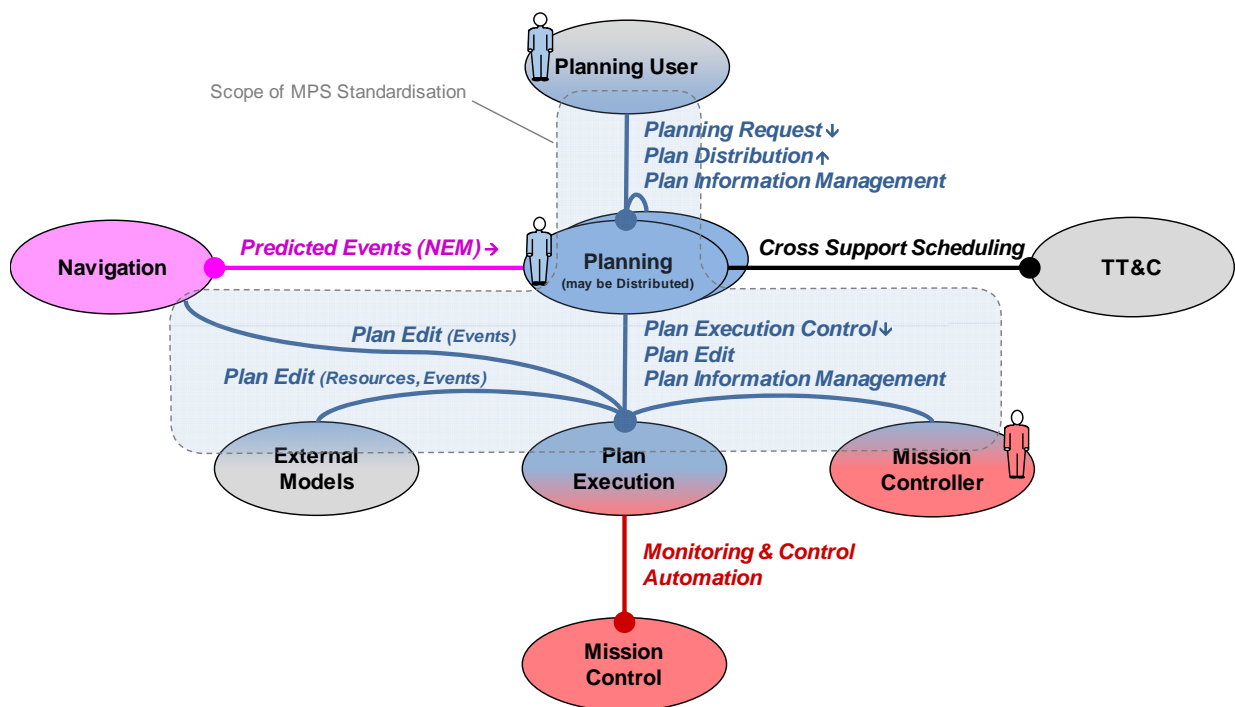 Planning User
Scope of MPS Standardisation
Planning Request↓
Plan Distribution↑
Plan Information Management
Navigation
Predicted Events (NEM)→
Planning
(may be Distributed)
Cross Support Scheduling
TT&C
Plan Edit (Events)
Plan Edit (Resources, Events)
Plan Execution Control↓
Plan Edit
Plan Information Management
External
Models
Plan
Execution
Mission
Controller
Monitoring & Control
Automation
Mission
Control